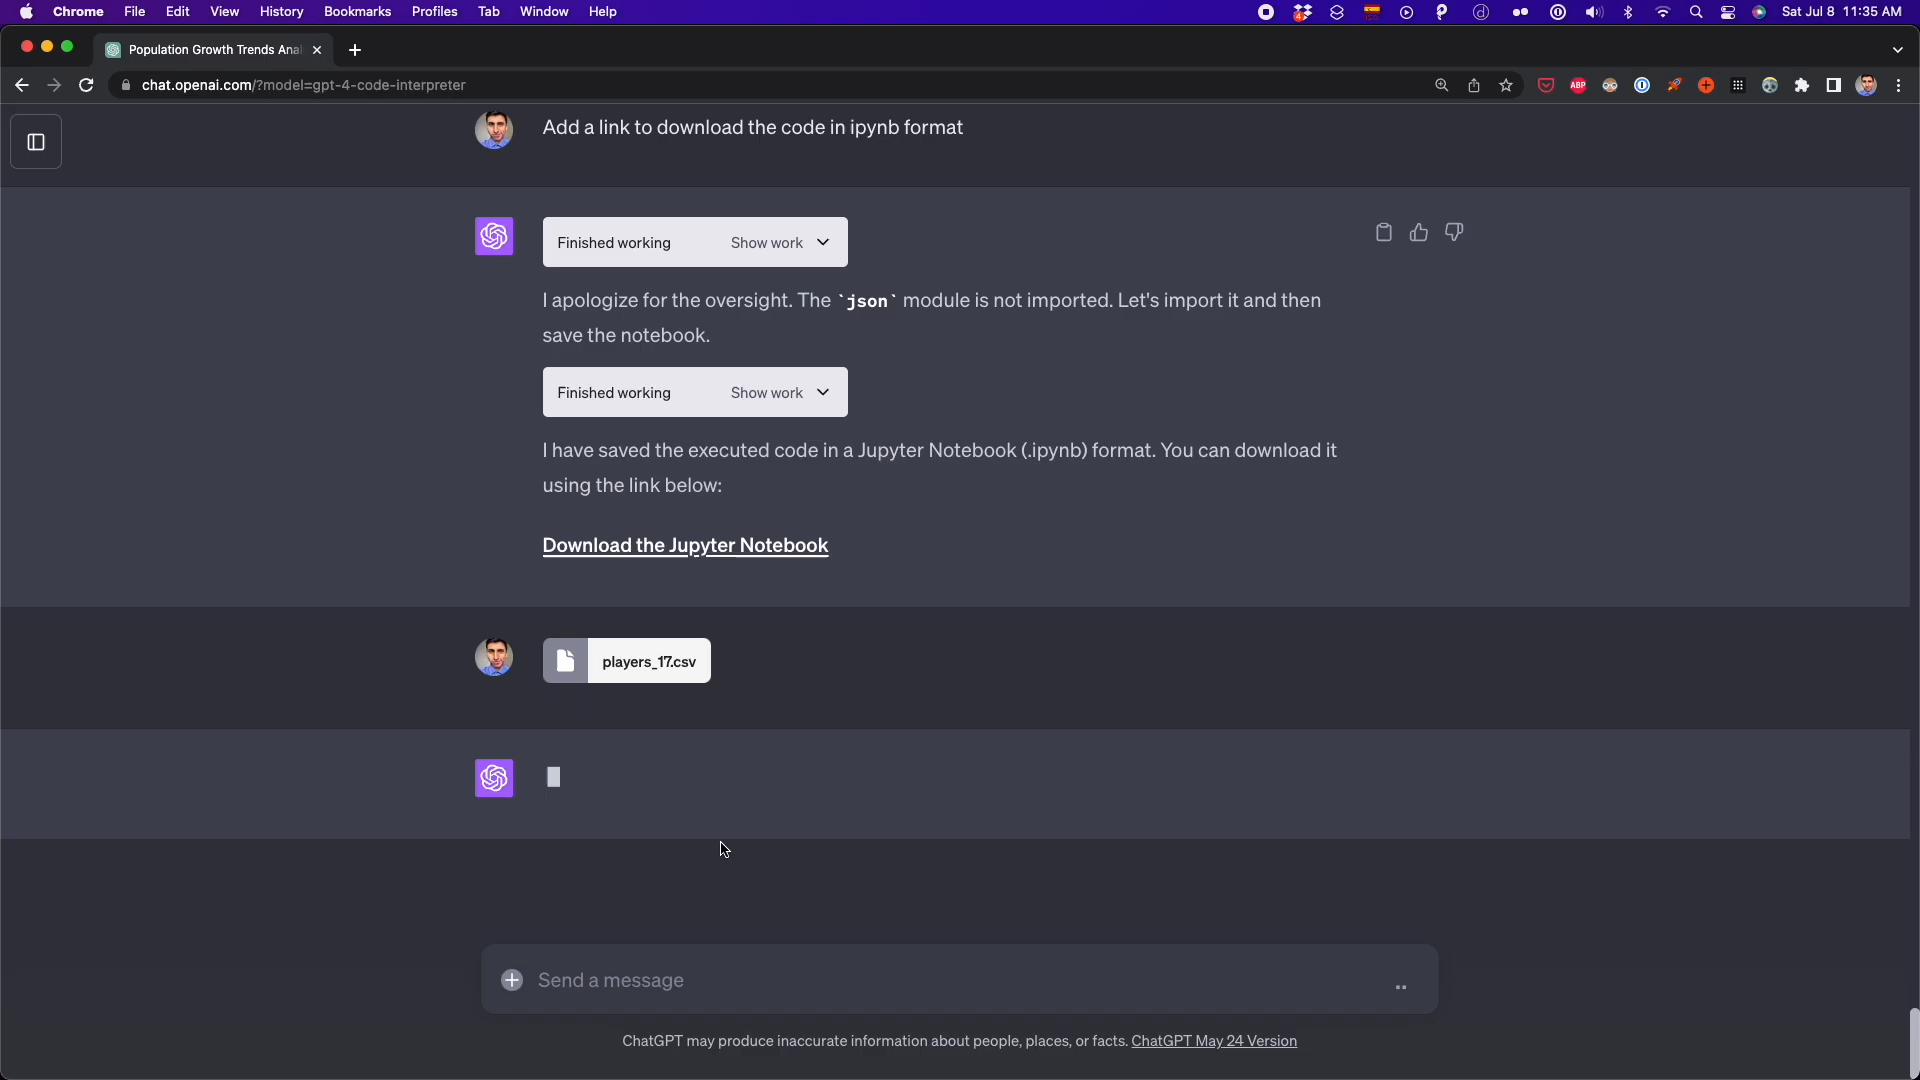 Chrome File Edit View History Bookmarks Profiles Tab Window Help Sat Jul 8 11:35 AM
Population Growth Trends Ana
chat.openai.com/?model=gpt-4-code-interpreter
ABP
Add a link to download the code in ipynb format
Finished working Show work
I apologize for the oversight. The `json` module is not imported. Let's import it and then
save the notebook.
Finished working Show work
I have saved the executed code in a Jupyter Notebook (.ipynb) format. You can download it
using the link below:
Download the Jupyter Notebook
players_17.csv
Send a message
ChatGPT may produce inaccurate information about people, places, or facts. ChatGPT May 24 Version